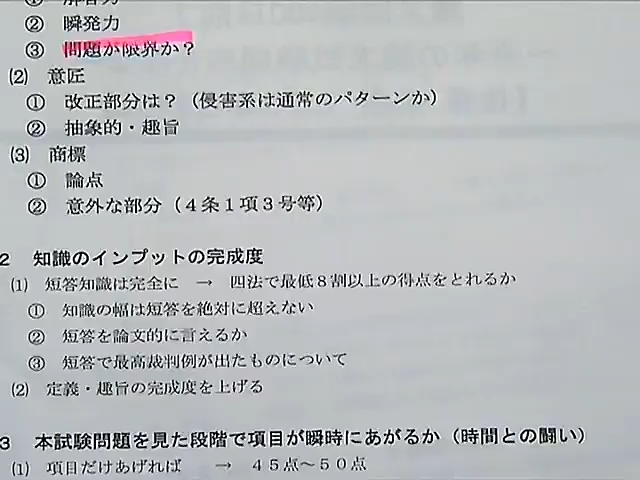 ② 瞬発力
③ 問題が限界か？
(2) 意匠
① 改正部分は？（侵害系は通常のパターンか）
② 抽象的・趣旨
(3) 商標
① 論点
② 意外な部分（４条１項３号等）
2 知識のインプットの完成度
(1) 短答知識は完全に → 四法で最低８割以上の得点をとれるか
① 知識の幅は短答を絶対に超えない
② 短答を論文的に言えるか
③ 短答で最高裁判例が出たものについて
(2) 定義・趣旨の完成度を上げる
3 本試験問題を見た段階で項目が瞬時にあがるか（時間との闘い）
(1) 項目だけあげれば → ４５点～５０点